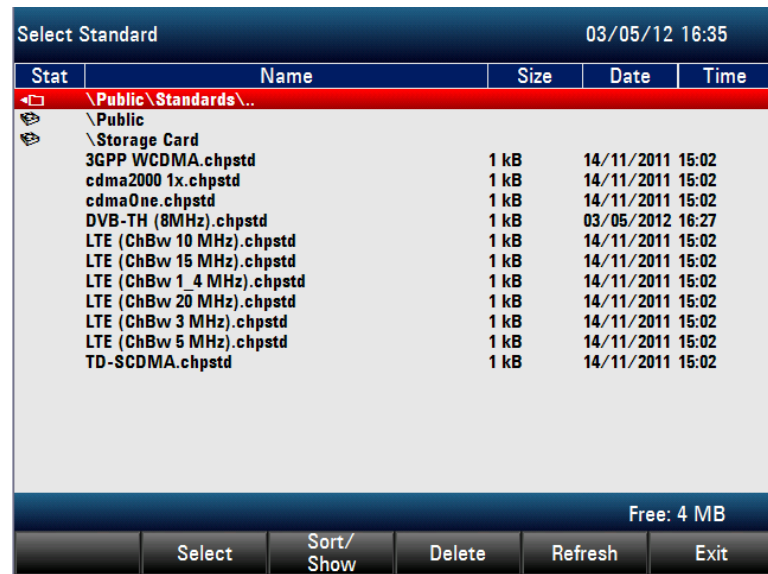 Select Standard 03/05/12 16:35
Stat Name Size Date Time
\Public\Standards\..
\Public
\Storage Card
3GPP WCDMA.chpstd 1 kB 14/11/2011 15:02
cdma2000 1x.chpstd 1 kB 14/11/2011 15:02
cdmaOne.chpstd 1 kB 14/11/2011 15:02
DVB-TH (8MHz).chpstd 1 kB 03/05/2012 16:27
LTE (ChBw 10 MHz).chpstd 1 kB 14/11/2011 15:02
LTE (ChBw 15 MHz).chpstd 1 kB 14/11/2011 15:02
LTE (ChBw 1_4 MHz).chpstd 1 kB 14/11/2011 15:02
LTE (ChBw 20 MHz).chpstd 1 kB 14/11/2011 15:02
LTE (ChBw 3 MHz).chpstd 1 kB 14/11/2011 15:02
LTE (ChBw 5 MHz).chpstd 1 kB 14/11/2011 15:02
TD-SCDMA.chpstd 1 kB 14/11/2011 15:02
Free: 4 MB
Select Sort/ Delete Refresh Exit
Show